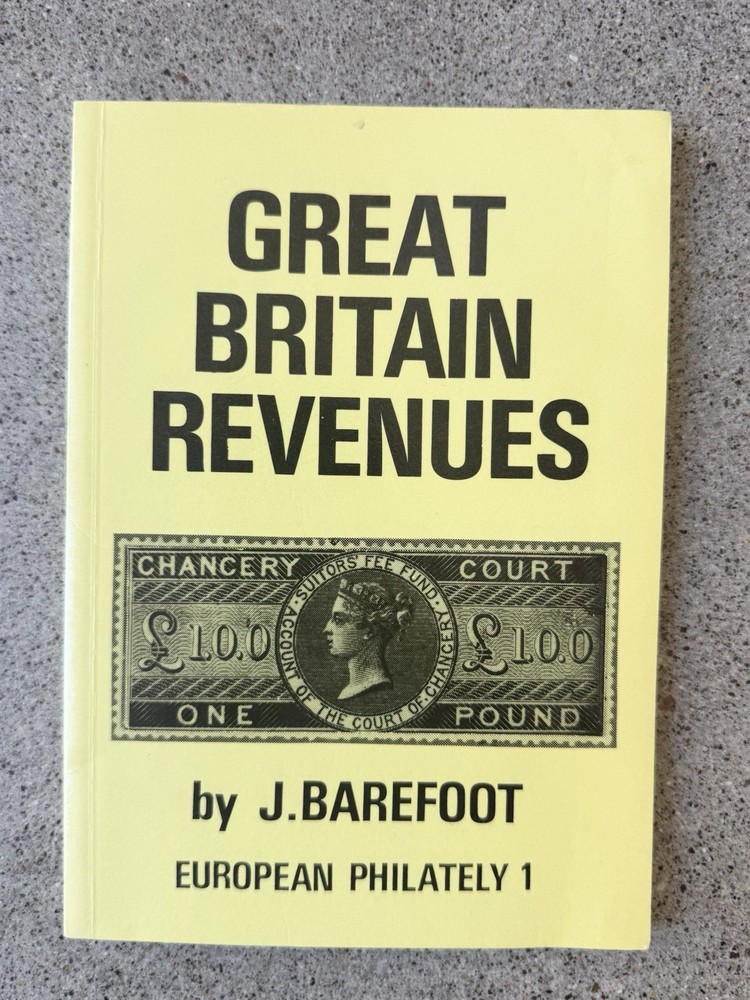 GREAT
BRITAIN
REVENUES
CHANCERY COURT
·SUITORS' FEE FUND·
ACCOUNT OF THE COURT OF CHANCERY
£1.0.0 £1.0.0
ONE POUND
by J.BAREFOOT
EUROPEAN PHILATELY 1